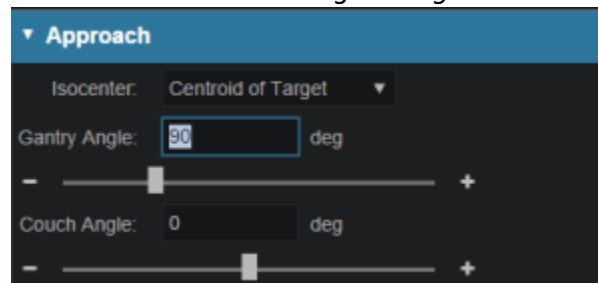 ▼ Approach
Isocenter: Centroid of Target ▼
Gantry Angle: 90 deg
- +
Couch Angle: 0 deg
- +